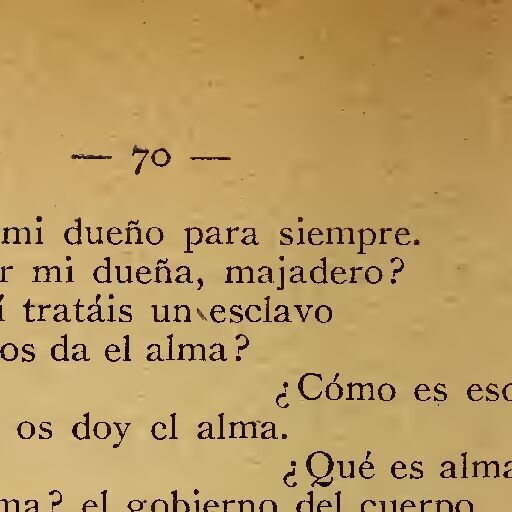 — 70 —
mi dueño para siempre.
r mi dueña, majadero?
í tratáis un esclavo
os da el alma?
¿Cómo es eso
os doy el alma.
¿Qué es alma
ma? el gobierno del cuerpo